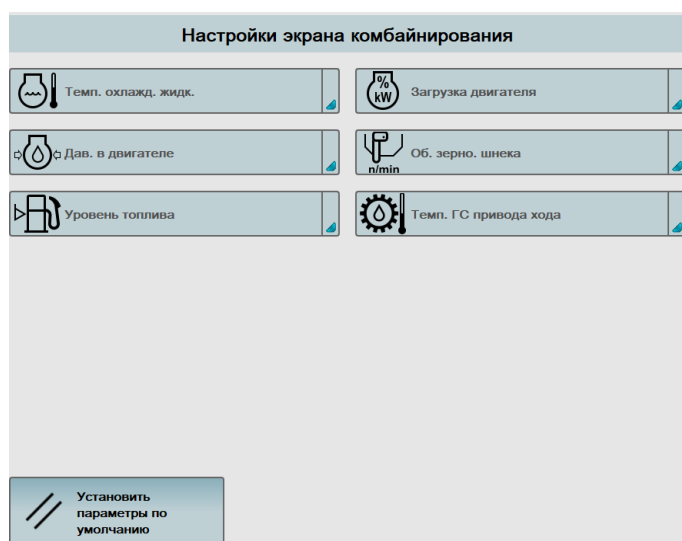 Настройки экрана комбайнирования
Темп. охлажд. жидк.
% kW Загрузка двигателя
Дав. в двигателе
n/min Об. зерно. шнека
Уровень топлива
Темп. ГС привода хода
Установить
параметры по
умолчанию